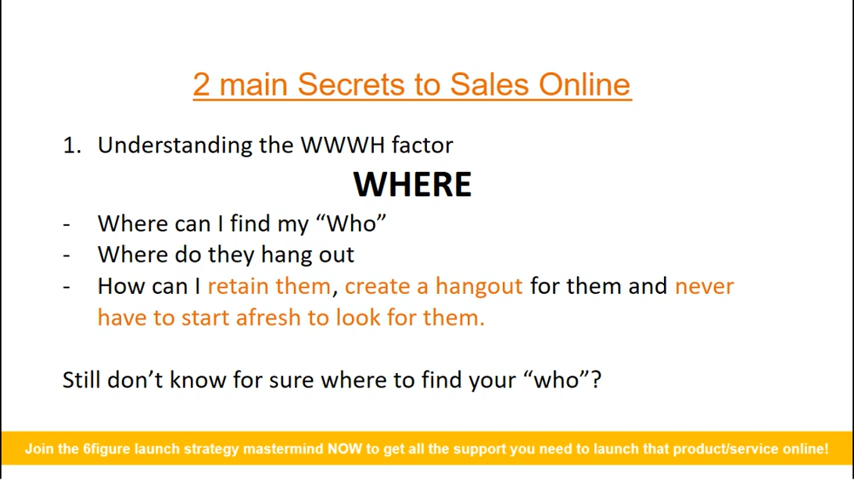 2 main Secrets to Sales Online
1. Understanding the WWWH factor
WHERE
- Where can I find my “Who”
- Where do they hang out
- How can I retain them, create a hangout for them and never
have to start afresh to look for them.
Still don’t know for sure where to find your “who”?
Join the 6figure launch strategy mastermind NOW to get all the support you need to launch that product/service online!